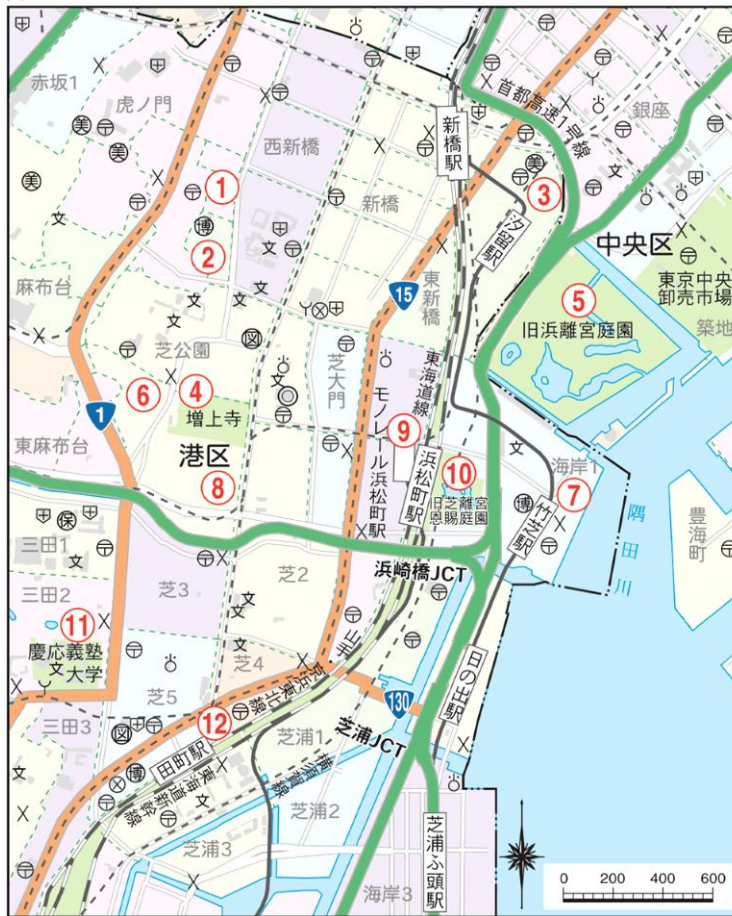 赤坂1
虎ノ門
西新橋
新橋
新橋駅
首都高速1号線
銀座
汐留駅
中央区
東京中央
卸売市場
築地
①
②
③
⑤
旧浜離宮庭園
麻布台
15
東新橋
芝公園
芝大門
⑥
④
増上寺
1
東麻布台
港区
⑧
モノレール浜松町駅
⑨
東海道線
浜松町駅
⑩
旧芝離宮
恩賜庭園
海岸1
⑦
竹芝駅
隅田川
豊海町
三田1
三田2
芝3
芝2
浜崎橋JCT
⑪
慶応義塾
大学
芝4
芝5
山手
京浜東北線
日の出駅
130
三田3
⑫
田町駅
東海道新幹線
芝浦1
横須賀線
芝浦JCT
芝浦2
芝浦3
芝浦ふ頭駅
海岸3
0 200 400 600